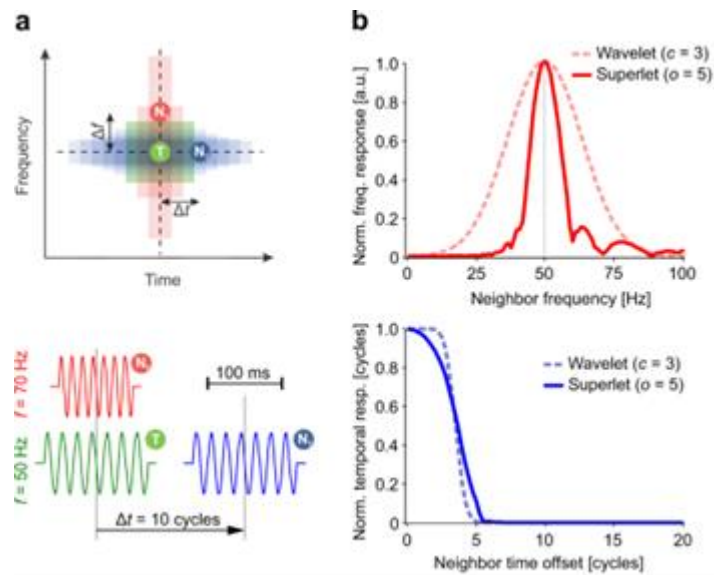 a
Frequency
Δf
N
T
N
Δt
Time
f = 70 Hz
N
100 ms
f = 50 Hz
T
N
Δt = 10 cycles
b
Norm. freq. response [a.u.]
1.0
0.8
0.6
0.4
0.2
0
0
25
50
75
100
Wavelet (c = 3)
Superlet (o = 5)
Neighbor frequency [Hz]
Norm. temporal resp. [cycles]
1.0
0.8
0.6
0.4
0.2
0
0
5
10
15
20
Wavelet (c = 3)
Superlet (o = 5)
Neighbor time offset [cycles]